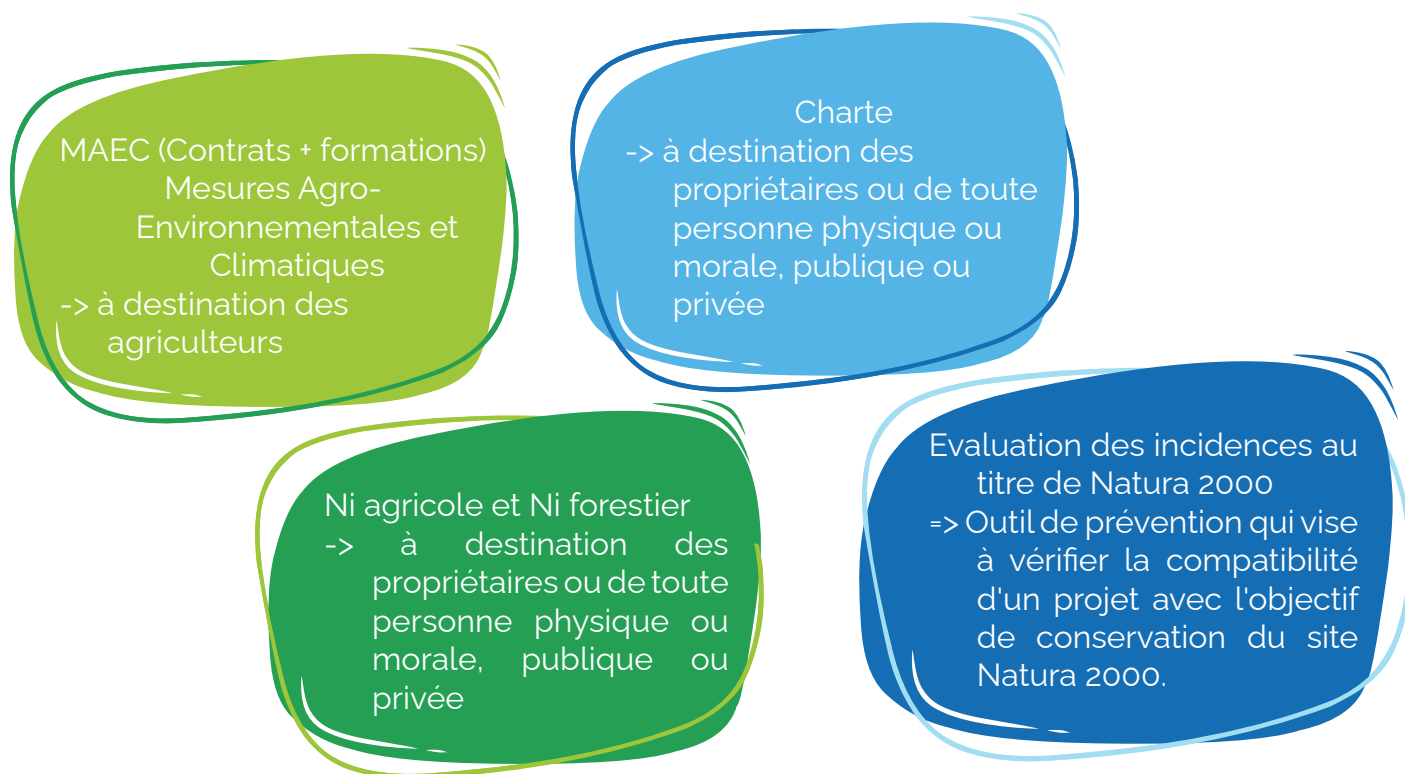 MAEC (Contrats + formations)
Mesures Agro-
Environnementales et
Climatiques
-> à destination des
agriculteurs
Charte
-> à destination des
propriétaires ou de toute
personne physique ou
morale, publique ou
privée
Ni agricole et Ni forestier
-> à destination des
propriétaires ou de toute
personne physique ou
morale, publique ou
privée
Evaluation des incidences au
titre de Natura 2000
=> Outil de prévention qui vise
à vérifier la compatibilité
d'un projet avec l'objectif
de conservation du site
Natura 2000.